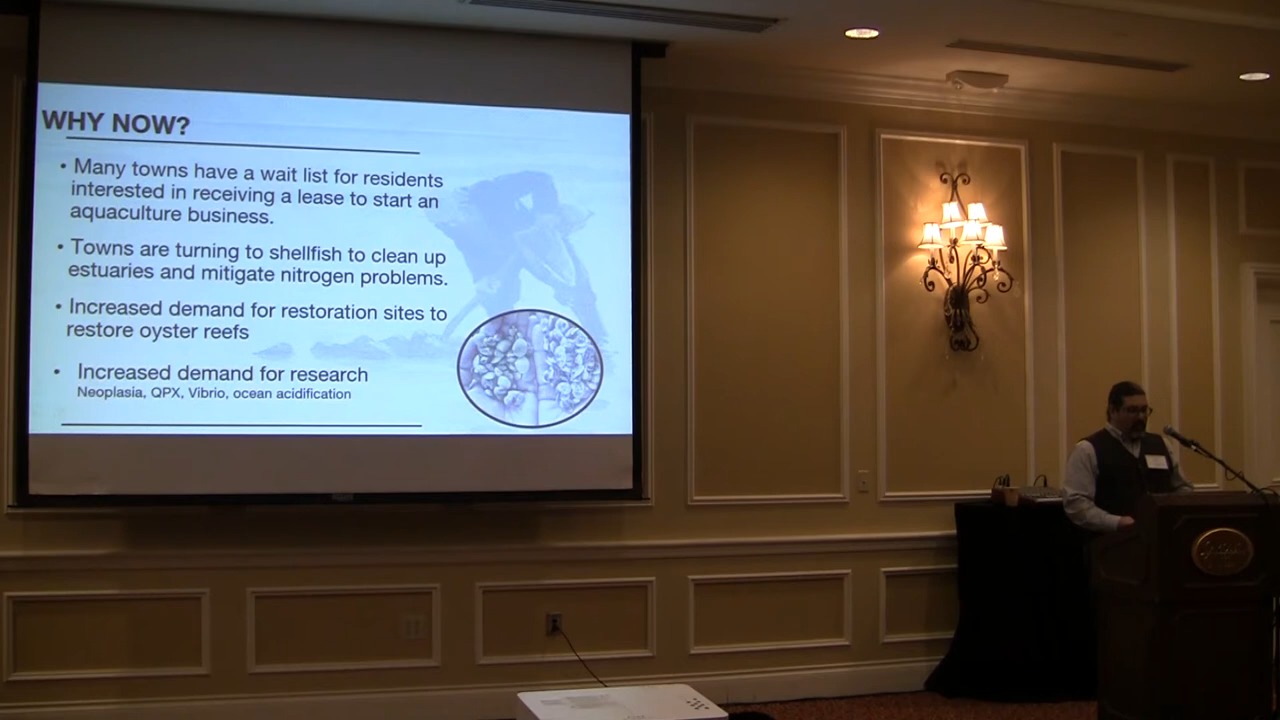 WHY NOW?
• Many towns have a wait list for residents
interested in receiving a lease to start an
aquaculture business.
• Towns are turning to shellfish to clean up
estuaries and mitigate nitrogen problems.
• Increased demand for restoration sites to
restore oyster reefs
• Increased demand for research
Neoplasia, QPX, Vibrio, ocean acidification